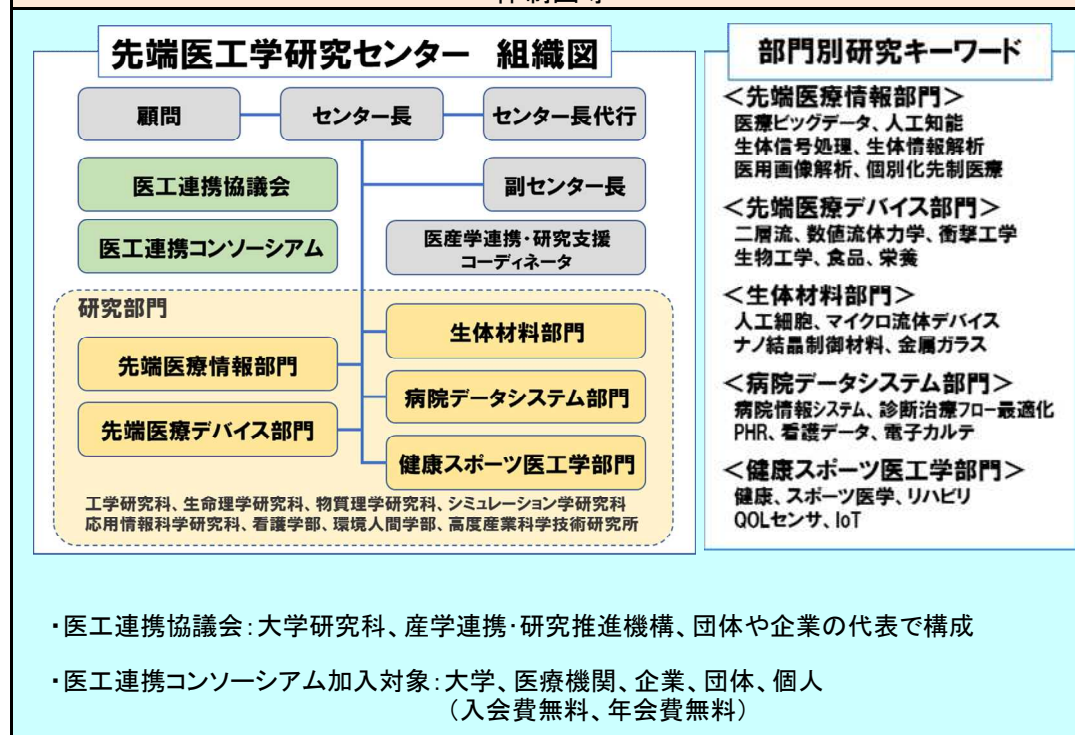 先端医工学研究センター 組織図
顧問
センター長
センター長代行
医工連携協議会
副センター長
医工連携コンソーシアム
医産学連携・研究支援
コーディネータ
研究部門
生体材料部門
先端医療情報部門
病院データシステム部門
先端医療デバイス部門
健康スポーツ医工学部門
工学研究科、生命理学研究科、物質理学研究科、シミュレーション学研究科
応用情報科学研究科、看護学部、環境人間学部、高度産業科学技術研究所
部門別研究キーワード
＜先端医療情報部門＞
医療ビッグデータ、人工知能
生体信号処理、生体情報解析
医用画像解析、個別化先制医療
＜先端医療デバイス部門＞
二層流、数値流体力学、衝撃工学
生物工学、食品、栄養
＜生体材料部門＞
人工細胞、マイクロ流体デバイス
ナノ結晶制御材料、金属ガラス
＜病院データシステム部門＞
病院情報システム、診断治療フロー最適化
PHR、看護データ、電子カルテ
＜健康スポーツ医工学部門＞
健康、スポーツ医学、リハビリ
QOLセンサ、IoT
・医工連携協議会：大学研究科、産学連携・研究推進機構、団体や企業の代表で構成
・医工連携コンソーシアム加入対象：大学、医療機関、企業、団体、個人
（入会費無料、年会費無料）